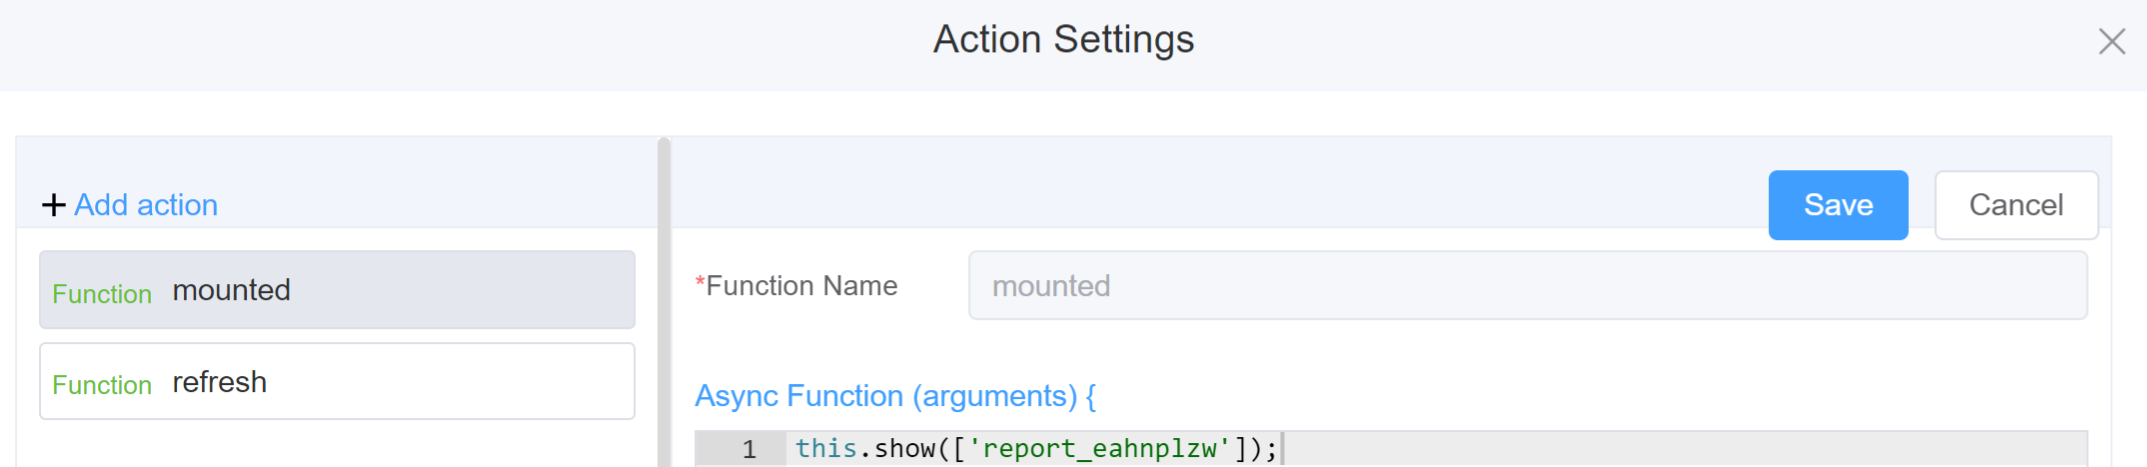 Action Settings
+ Add action
Save
Cancel
Function mounted
Function refresh
*Function Name
mounted
Async Function (arguments) {
1 this.show(['report_eahnplzw']);